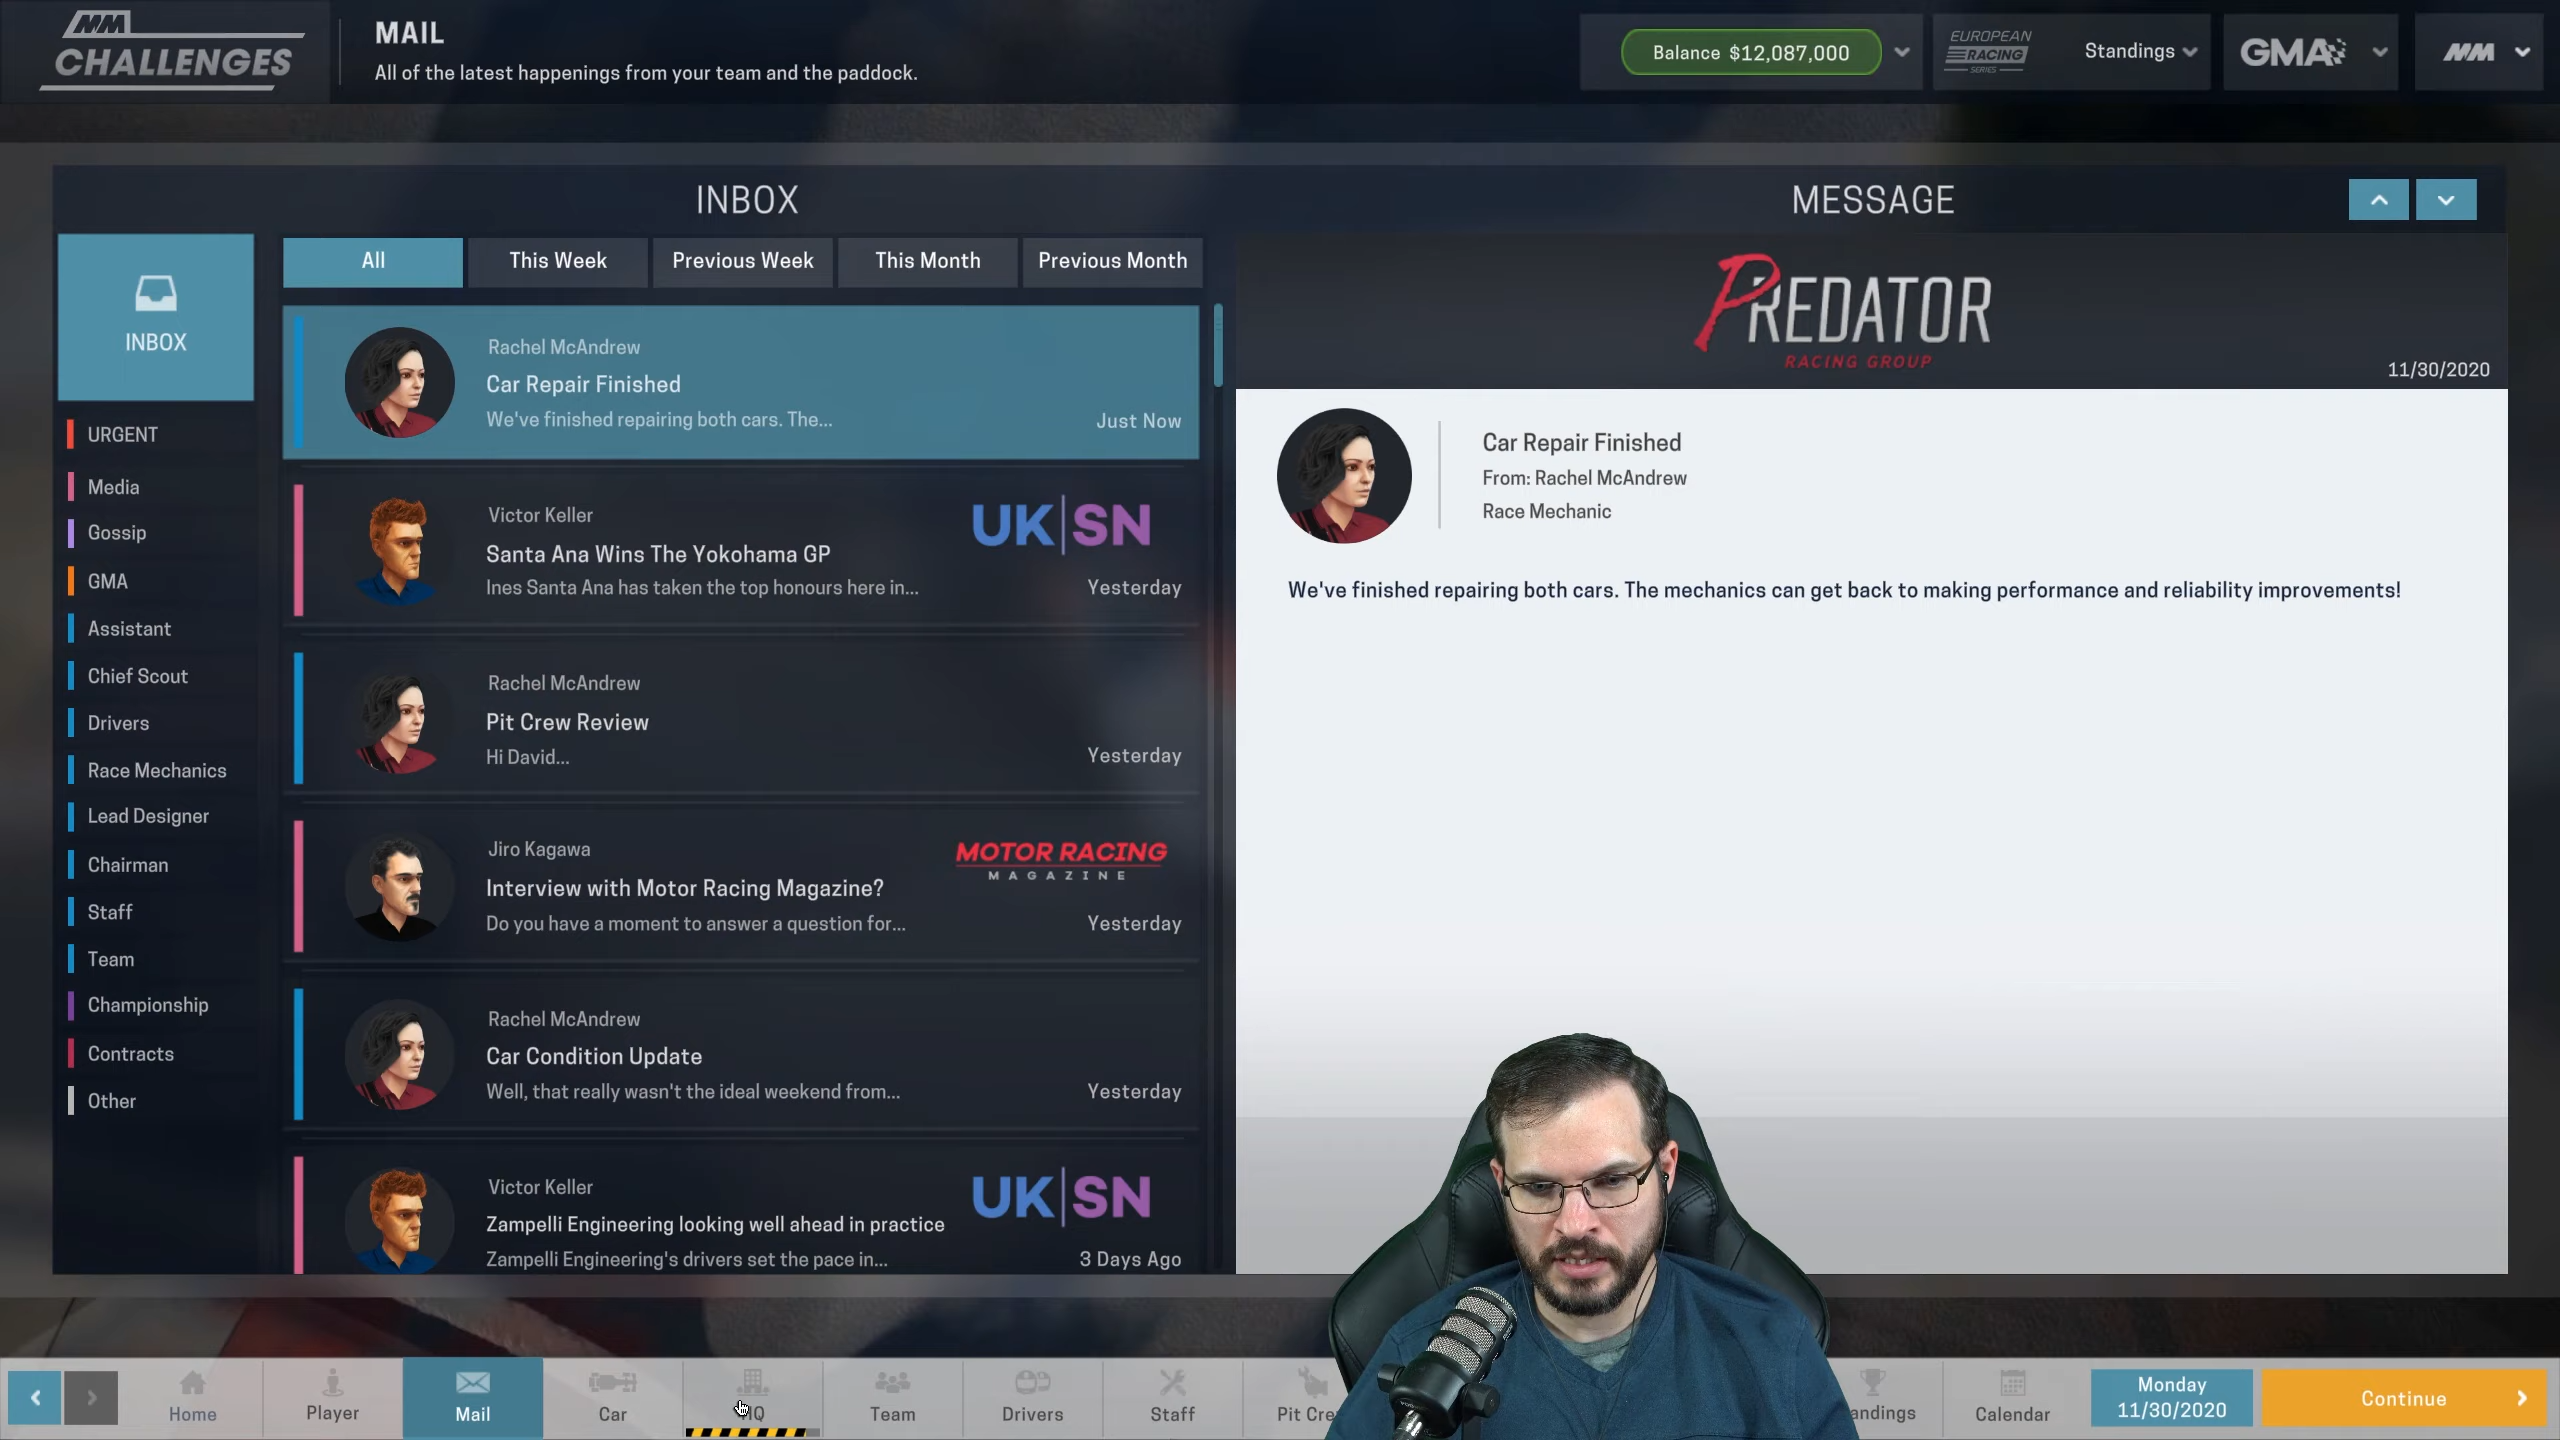 MM
CHALLENGES
MAIL
All of the latest happenings from your team and the paddock.
Balance $12,087,000
EUROPEAN
RACING
SERIES
Standings
GMA
MM
INBOX
MESSAGE
INBOX
URGENT
Media
Gossip
GMA
Assistant
Chief Scout
Drivers
Race Mechanics
Lead Designer
Chairman
Staff
Team
Championship
Contracts
Other
All
This Week
Previous Week
This Month
Previous Month
Rachel McAndrew
Car Repair Finished
We've finished repairing both cars. The...
Just Now
Victor Keller
Santa Ana Wins The Yokohama GP
Ines Santa Ana has taken the top honours here in...
UK|SN
Yesterday
Rachel McAndrew
Pit Crew Review
Hi David...
Yesterday
Jiro Kagawa
Interview with Motor Racing Magazine?
Do you have a moment to answer a question for...
MOTOR RACING
MAGAZINE
Yesterday
Rachel McAndrew
Car Condition Update
Well, that really wasn't the ideal weekend from...
Yesterday
Victor Keller
Zampelli Engineering looking well ahead in practice
Zampelli Engineering's drivers set the pace in...
UK|SN
3 Days Ago
PREDATOR
RACING GROUP
11/30/2020
Car Repair Finished
From: Rachel McAndrew
Race Mechanic
We've finished repairing both cars. The mechanics can get back to making performance and reliability improvements!
Home
Player
Mail
Car
Team
Drivers
Staff
Pit Cre
andings
Calendar
Monday
11/30/2020
Continue